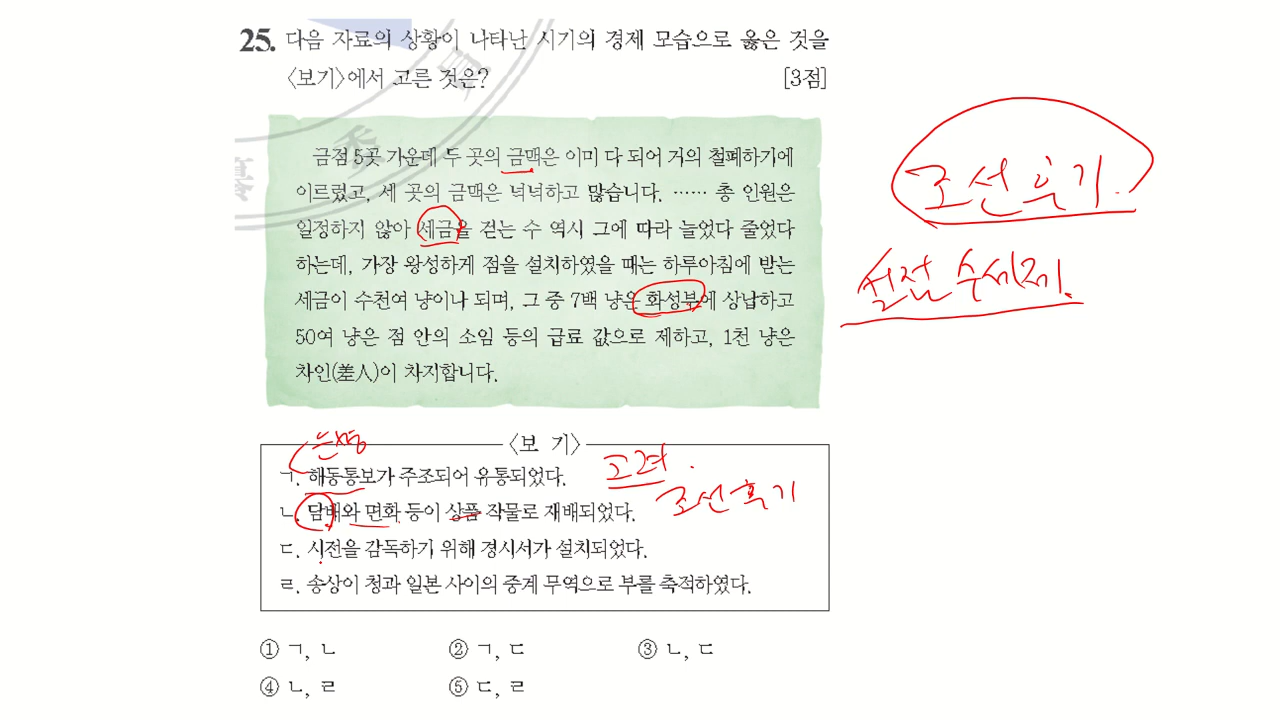 25. 다음 자료의 상황이 나타난 시기의 경제 모습으로 옳은 것을
〈보기〉에서 고른 것은? [3점]
금점 5곳 가운데 두 곳의 금맥은 이미 다 되어 거의 철폐하기에
이르렀고, 세 곳의 금맥은 넉넉하고 많습니다. …… 총 인원은
일정하지 않아 세금을 걷는 수 역시 그에 따라 늘었다 줄었다
하는데, 가장 왕성하게 점을 설치하였을 때는 하루아침에 받는
세금이 수천여 냥이나 되며, 그 중 7백 냥은 화성부에 상납하고
50여 냥은 점 안의 소임 등의 급료 값으로 제하고, 1천 냥은
차인(差人)이 차지합니다.
조선 후기.
설점 수세제.
〈보 기〉
은병
ㄱ. 해동통보가 주조되어 유통되었다. 고려.
ㄴ. 담배와 면화 등이 상품 작물로 재배되었다. 조선 후기
ㄷ. 시전을 감독하기 위해 경시서가 설치되었다.
ㄹ. 송상이 청과 일본 사이의 중계 무역으로 부를 축적하였다.
① ㄱ, ㄴ ② ㄱ, ㄷ ③ ㄴ, ㄷ
④ ㄴ, ㄹ ⑤ ㄷ, ㄹ